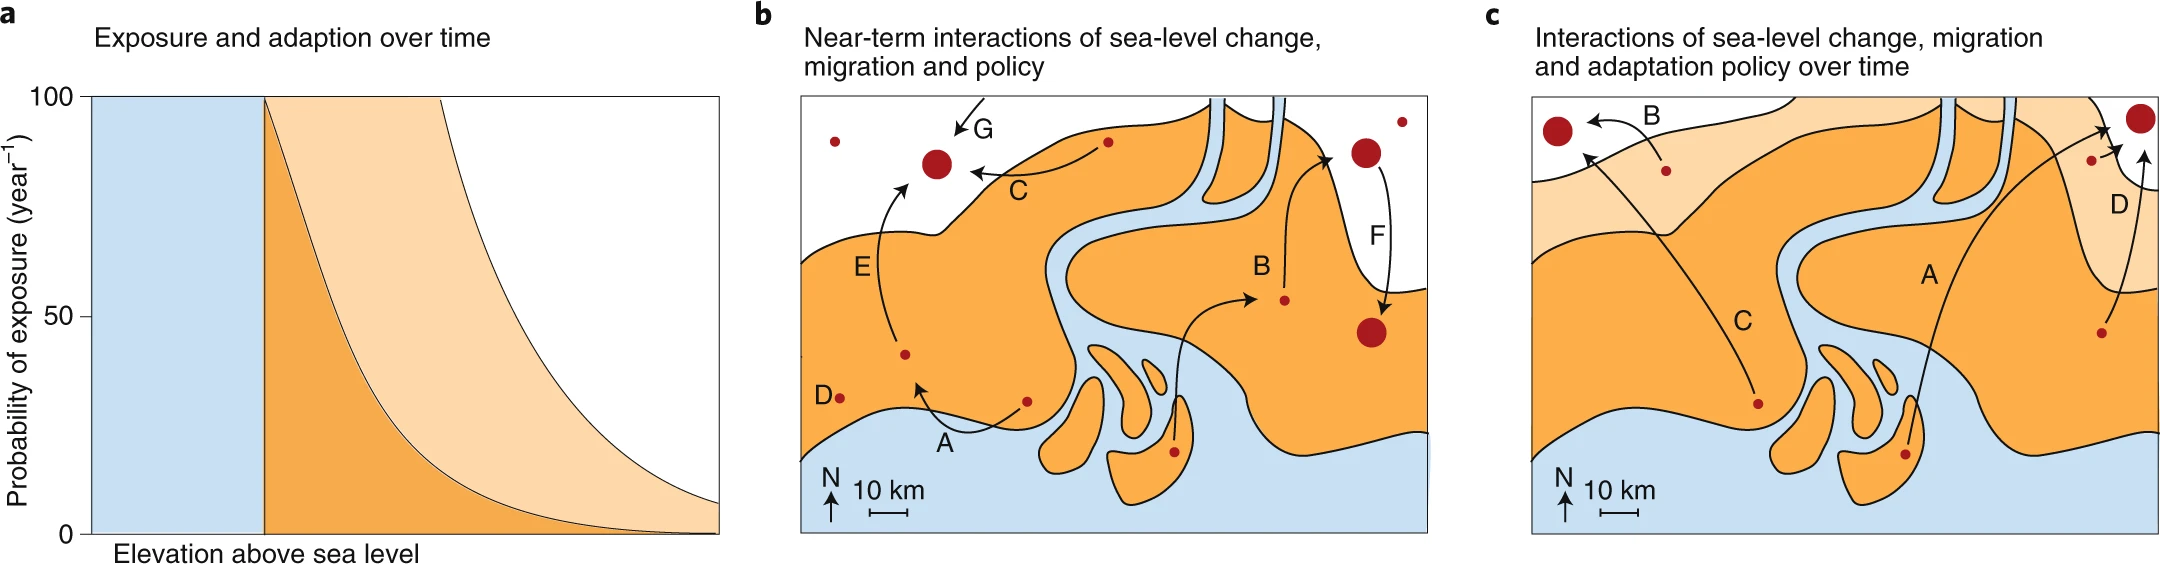 a
Exposure and adaption over time
100
50
0
Probability of exposure (year⁻¹)
Elevation above sea level
b
Near-term interactions of sea-level change,
migration and policy
G
C
E
B
F
D
A
N
10 km
c
Interactions of sea-level change, migration
and adaptation policy over time
B
D
A
C
N
10 km